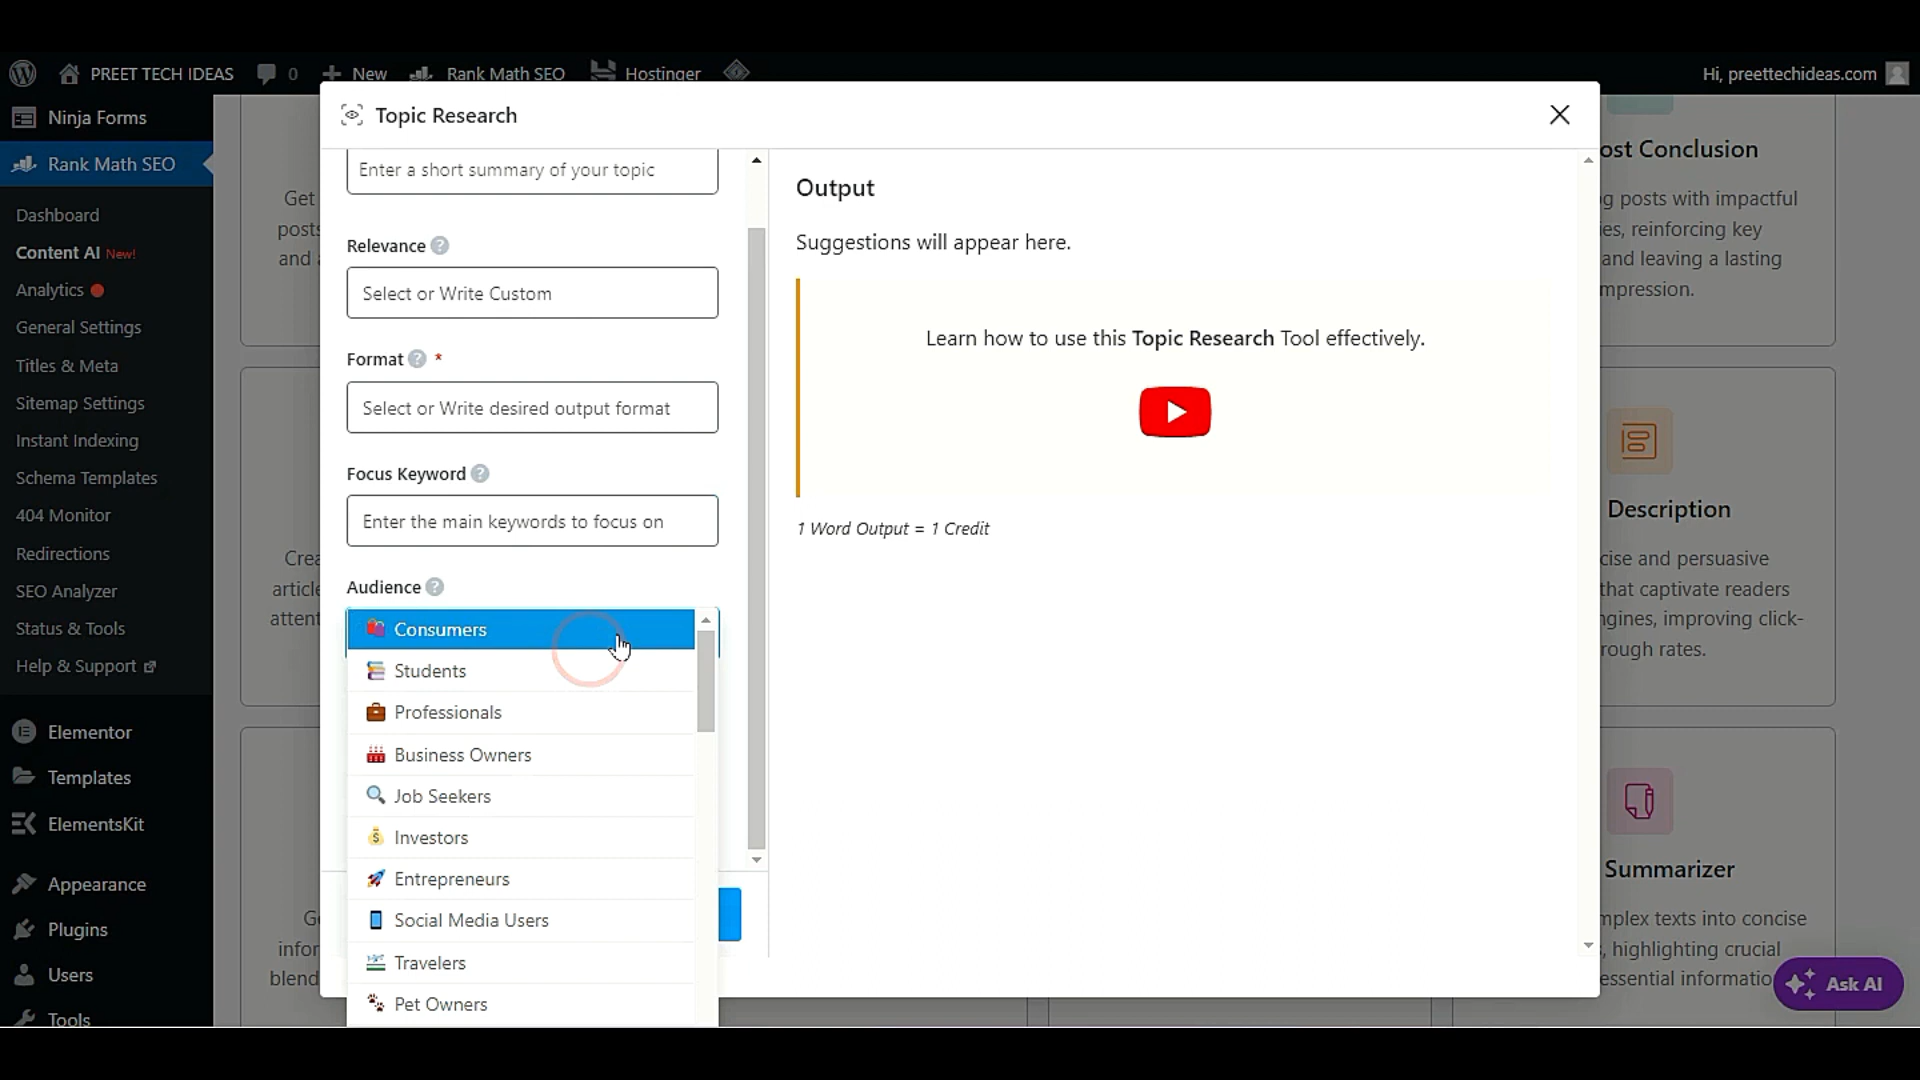 PREET TECH IDEAS 0 New Rank Math SEO Hostinger Hi, preettechideas.com
Ninja Forms
Rank Math SEO
Dashboard
Content AI New!
Analytics
General Settings
Titles & Meta
Sitemap Settings
Instant Indexing
Schema Templates
404 Monitor
Redirections
SEO Analyzer
Status & Tools
Help & Support
Elementor
Templates
ElementsKit
Appearance
Plugins
Users
Tools
Get
posts
and
Crea
article
attent
infor
blend
Topic Research
Enter a short summary of your topic
Relevance ?
Select or Write Custom
Format ? *
Select or Write desired output format
Focus Keyword ?
Enter the main keywords to focus on
Audience ?
Consumers
Students
Professionals
Business Owners
Job Seekers
Investors
Entrepreneurs
Social Media Users
Travelers
Pet Owners
Output
Suggestions will appear here.
Learn how to use this Topic Research Tool effectively.
1 Word Output = 1 Credit
ost Conclusion
g posts with impactful
ies, reinforcing key
and leaving a lasting
mpression.
Description
cise and persuasive
that captivate readers
ngines, improving click-
rough rates.
Summarizer
mplex texts into concise
, highlighting crucial
essential informatio
Ask AI